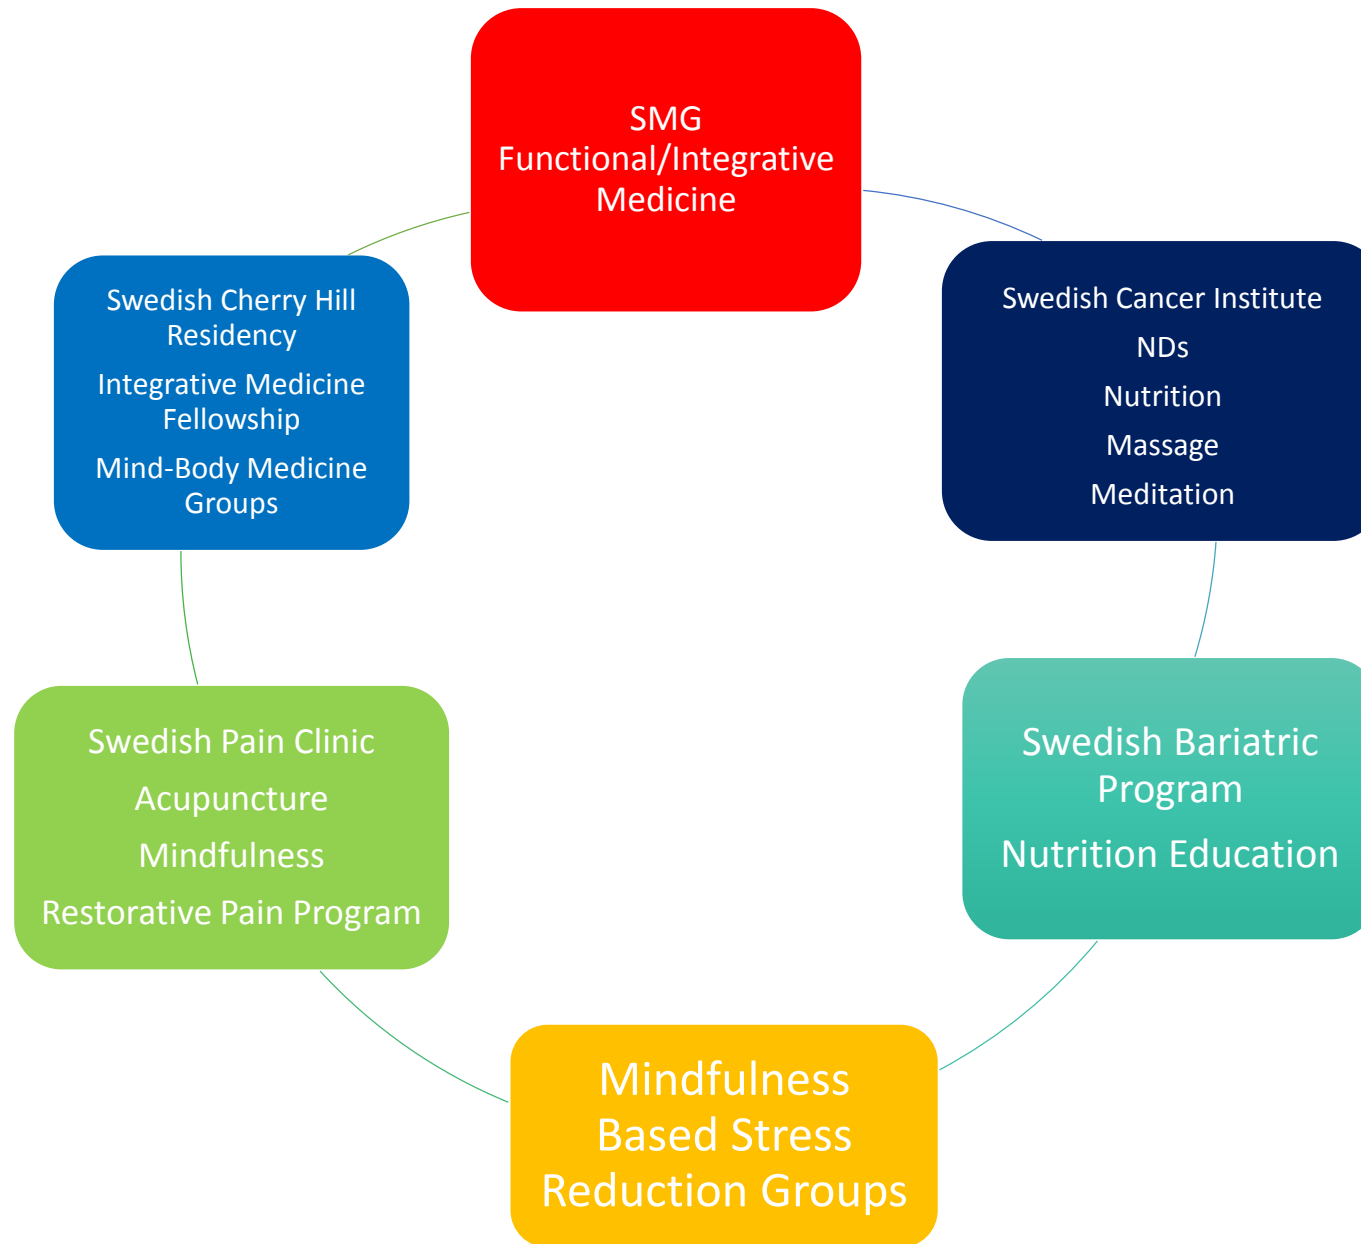 SMG
Functional/Integrative
Medicine
Swedish Cancer Institute
NDs
Nutrition
Massage
Meditation
Swedish Bariatric
Program
Nutrition Education
Mindfulness
Based Stress
Reduction Groups
Swedish Pain Clinic
Acupuncture
Mindfulness
Restorative Pain Program
Swedish Cherry Hill
Residency
Integrative Medicine
Fellowship
Mind-Body Medicine
Groups